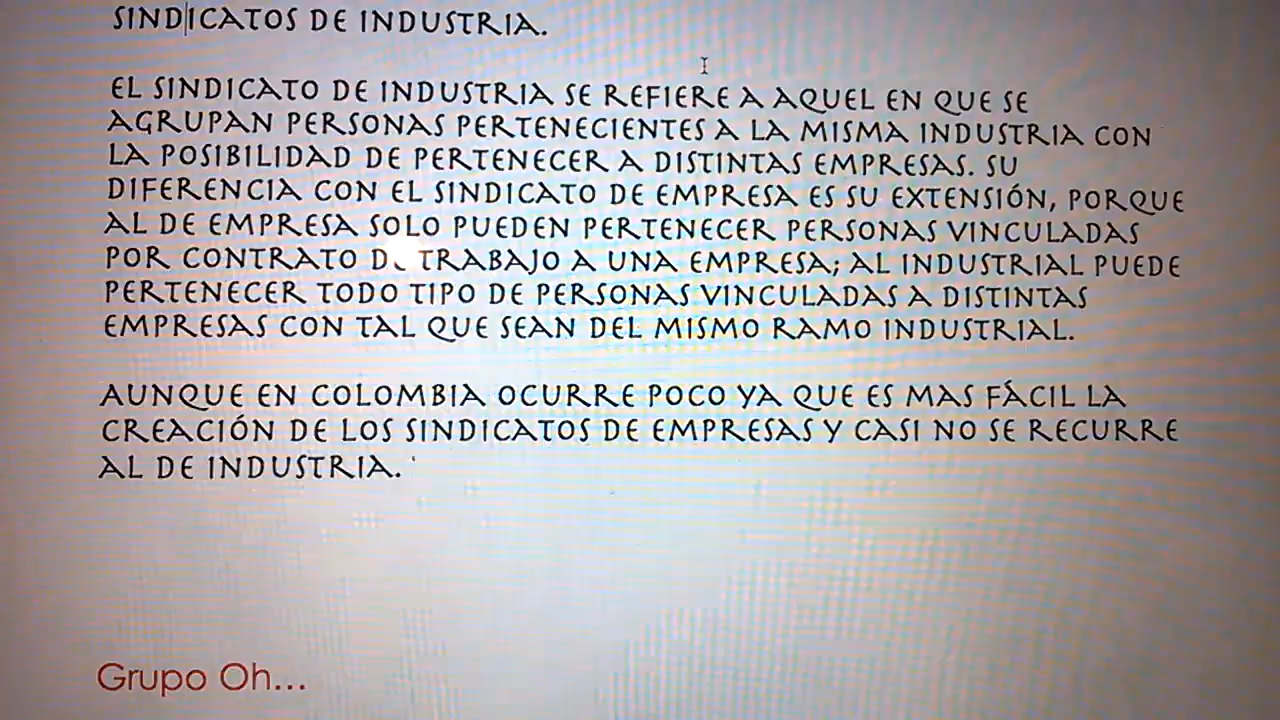 SINDICATOS DE INDUSTRIA.
EL SINDICATO DE INDUSTRIA SE REFIERE A AQUEL EN QUE SE
AGRUPAN PERSONAS PERTENECIENTES A LA MISMA INDUSTRIA CON
LA POSIBILIDAD DE PERTENECER A DISTINTAS EMPRESAS. SU
DIFERENCIA CON EL SINDICATO DE EMPRESA ES SU EXTENSIÓN, PORQUE
AL DE EMPRESA SOLO PUEDEN PERTENECER PERSONAS VINCULADAS
POR CONTRATO DE TRABAJO A UNA EMPRESA; AL INDUSTRIAL PUEDE
PERTENECER TODO TIPO DE PERSONAS VINCULADAS A DISTINTAS
EMPRESAS CON TAL QUE SEAN DEL MISMO RAMO INDUSTRIAL.
AUNQUE EN COLOMBIA OCURRE POCO YA QUE ES MAS FÁCIL LA
CREACIÓN DE LOS SINDICATOS DE EMPRESAS Y CASI NO SE RECURRE
AL DE INDUSTRIA.
Grupo Oh...